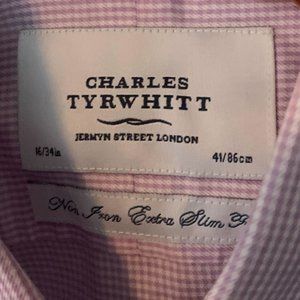 CHARLES
TYRWHITT
JERMYN STREET LONDON
16/34in 41/86cm
Non Iron Extra Slim